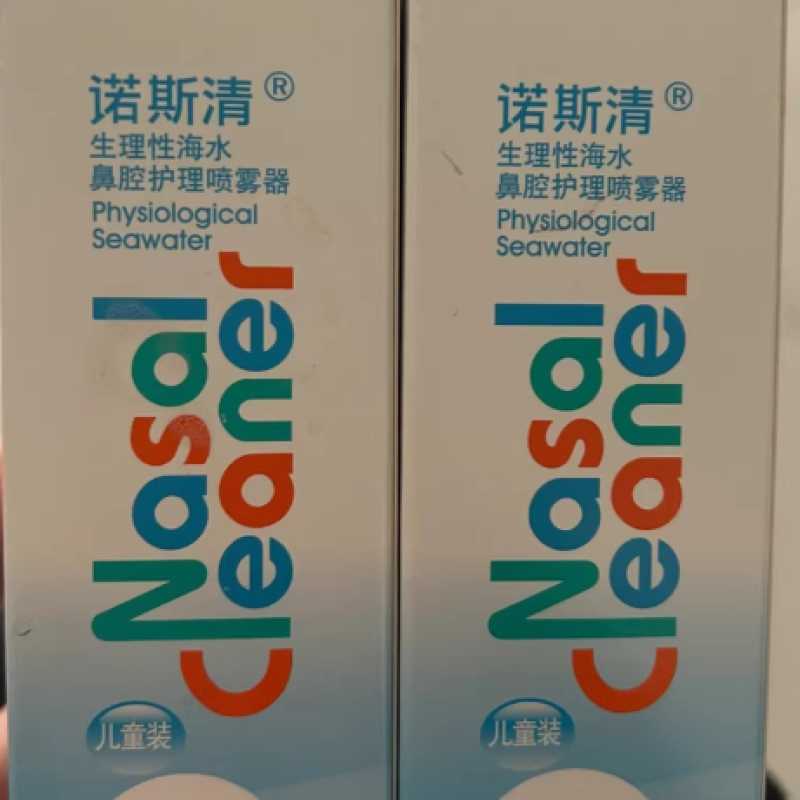 诺斯清®
生理性海水
鼻腔护理喷雾器
Physiological
Seawater
Nasal
Cleaner
儿童装
诺斯清®
生理性海水
鼻腔护理喷雾器
Physiological
Seawater
Nasal
Cleaner
儿童装